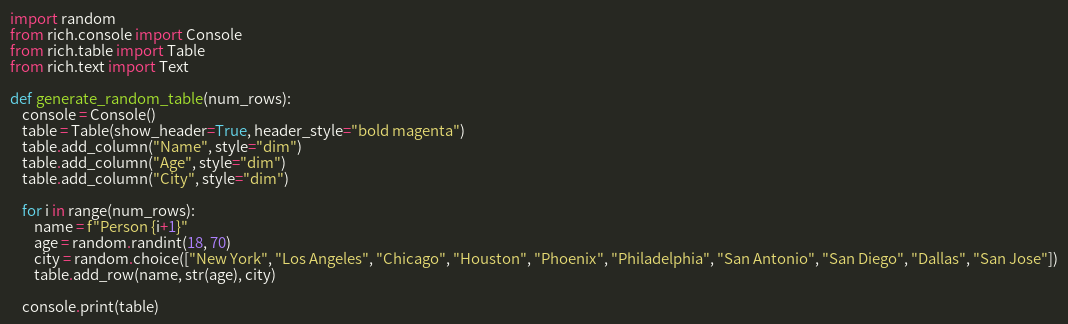 import random
from rich.console import Console
from rich.table import Table
from rich.text import Text

def generate_random_table(num_rows):
    console = Console()
    table = Table(show_header=True, header_style="bold magenta")
    table.add_column("Name", style="dim")
    table.add_column("Age", style="dim")
    table.add_column("City", style="dim")

    for i in range(num_rows):
        name = f"Person {i+1}"
        age = random.randint(18, 70)
        city = random.choice(["New York", "Los Angeles", "Chicago", "Houston", "Phoenix", "Philadelphia", "San Antonio", "San Diego", "Dallas", "San Jose"])
        table.add_row(name, str(age), city)

    console.print(table)